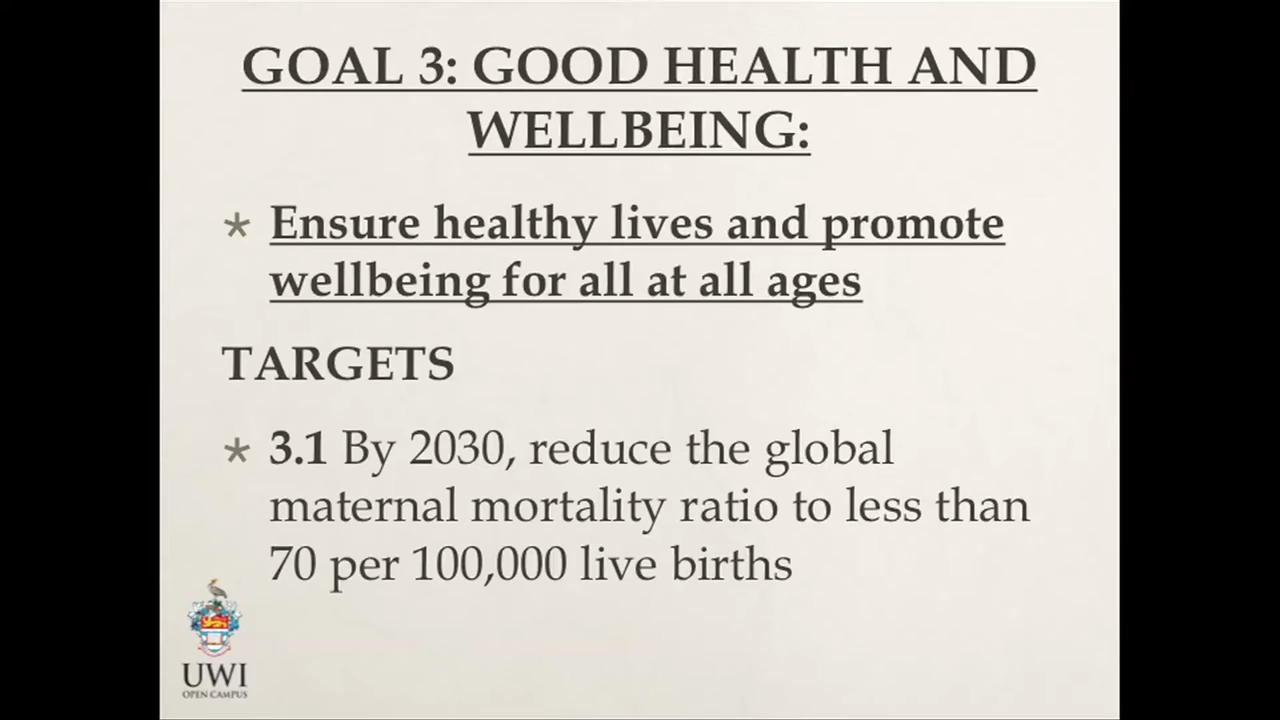 GOAL 3: GOOD HEALTH AND
WELLBEING:
* Ensure healthy lives and promote
wellbeing for all at all ages
TARGETS
* 3.1 By 2030, reduce the global
maternal mortality ratio to less than
70 per 100,000 live births
UWI
OPEN CAMPUS